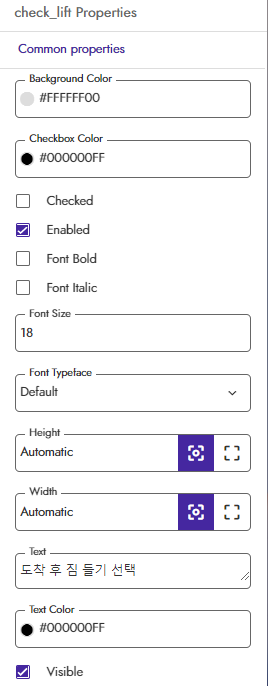 check_lift Properties
Common properties
Background Color
#FFFFFF00
Checkbox Color
#000000FF
Checked
Enabled
Font Bold
Font Italic
Font Size
18
Font Typeface
Default
Height
Automatic
Width
Automatic
Text
도착 후 짐 들기 선택
Text Color
#000000FF
Visible